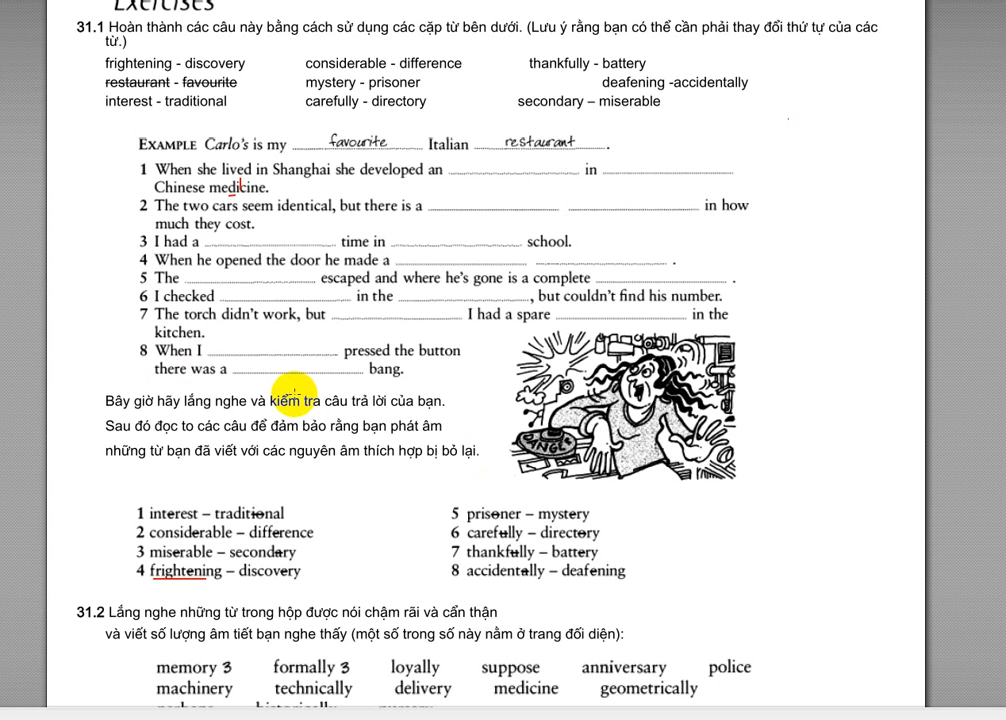 Exercises
31.1 Hoàn thành các câu này bằng cách sử dụng các cặp từ bên dưới. (Lưu ý rằng bạn có thể cần phải thay đổi thứ tự của các
từ.)
frightening - discovery considerable - difference thankfully - battery
restaurant - favourite mystery - prisoner deafening -accidentally
interest - traditional carefully - directory secondary – miserable
EXAMPLE Carlo's is my favourite Italian restaurant.
1 When she lived in Shanghai she developed an ........ in ........
Chinese medicine.
2 The two cars seem identical, but there is a ........ ........ in how
much they cost.
3 I had a ........ time in ........ school.
4 When he opened the door he made a ........ ........ .
5 The ........ escaped and where he's gone is a complete ........ .
6 I checked ........ in the ........, but couldn't find his number.
7 The torch didn't work, but ........ I had a spare ........ in the
kitchen.
8 When I ........ pressed the button
there was a ........ bang.
DANGER
Bây giờ hãy lắng nghe và kiểm tra câu trả lời của bạn.
Sau đó đọc to các câu để đảm bảo rằng bạn phát âm
những từ bạn đã viết với các nguyên âm thích hợp bị bỏ lại.
1 interest – traditional 5 prisoner – mystery
2 considerable – difference 6 carefully – directory
3 miserable – secondary 7 thankfully – battery
4 frightening – discovery 8 accidentally – deafening
31.2 Lắng nghe những từ trong hộp được nói chậm rãi và cẩn thận
và viết số lượng âm tiết bạn nghe thấy (một số trong số này nằm ở trang đối diện):
memory 3 formally 3 loyally suppose anniversary police
machinery technically delivery medicine geometrically